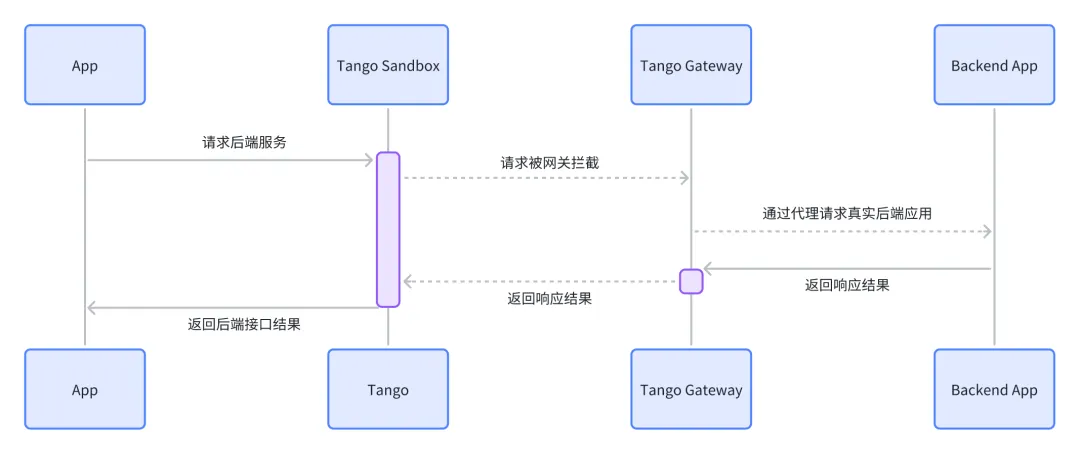 App
Tango Sandbox
Tango Gateway
Backend App
请求后端服务
请求被网关拦截
通过代理请求真实后端应用
返回响应结果
返回响应结果
返回后端接口结果
App
Tango
Tango Gateway
Backend App